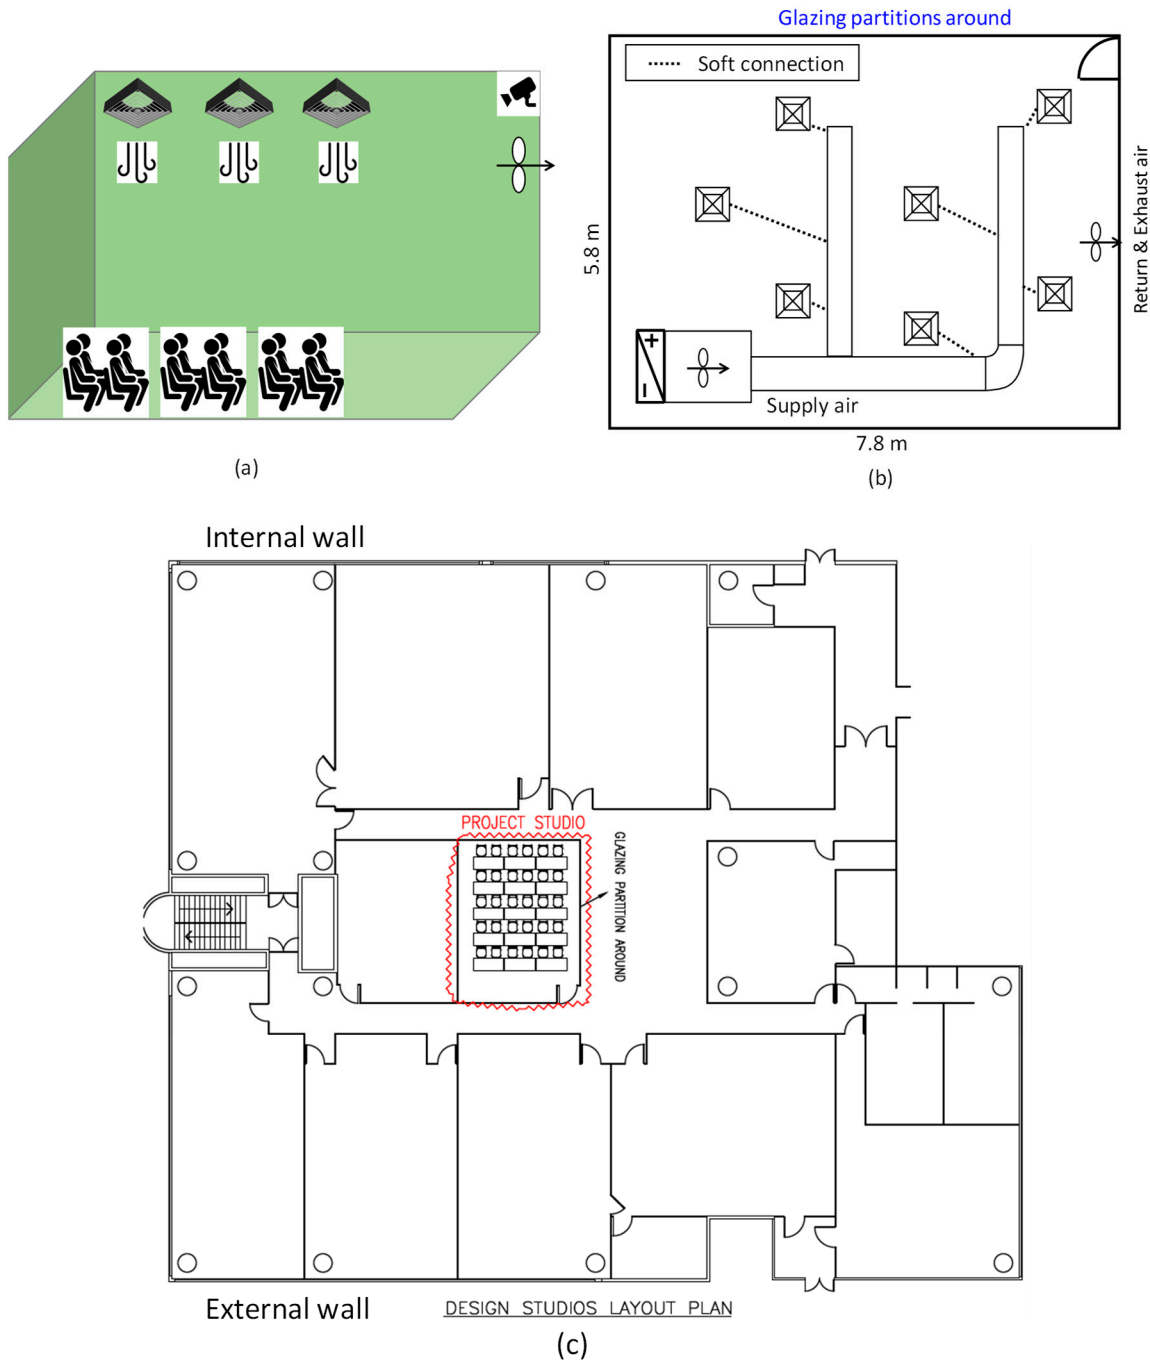 Glazing partitions around
Soft connection
5.8 m
Return & Exhaust air
+
-
Supply air
7.8 m
(a)
(b)
Internal wall
PROJECT STUDIO
GLAZING PARTITION AROUND
External wall
DESIGN STUDIOS LAYOUT PLAN
(c)